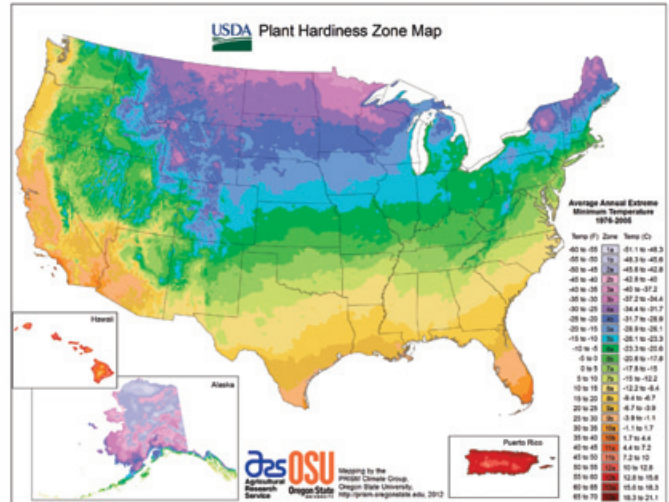 USDA Plant Hardiness Zone Map
Average Annual Extreme
Minimum Temperature
1976-2005
Temp (F) Zone Temp (C)
-60 to -55 1a -51.1 to -48.3
-55 to -50 1b -48.3 to -45.6
-50 to -45 2a -45.6 to -42.8
-45 to -40 2b -42.8 to -40
-40 to -35 3a -40 to -37.2
-35 to -30 3b -37.2 to -34.4
-30 to -25 4a -34.4 to -31.7
-25 to -20 4b -31.7 to -28.9
-20 to -15 5a -28.9 to -26.1
-15 to -10 5b -26.1 to -23.3
-10 to -5 6a -23.3 to -20.6
-5 to 0 6b -20.6 to -17.8
0 to 5 7a -17.8 to -15
5 to 10 7b -15 to -12.2
10 to 15 8a -12.2 to -9.4
15 to 20 8b -9.4 to -6.7
20 to 25 9a -6.7 to -3.9
25 to 30 9b -3.9 to -1.1
30 to 35 10a -1.1 to 1.7
35 to 40 10b 1.7 to 4.4
40 to 45 11a 4.4 to 7.2
45 to 50 11b 7.2 to 10
50 to 55 12a 10 to 12.8
55 to 60 12b 12.8 to 15.6
60 to 65 13a 15.6 to 18.3
65 to 70 13b 18.3 to 21.1
Hawaii
Alaska
Puerto Rico
ars OSU
Agricultural
Research
Service
Oregon State
Mapping by the
PRISM Climate Group,
Oregon State University,
http://prism.oregonstate.edu, 2012